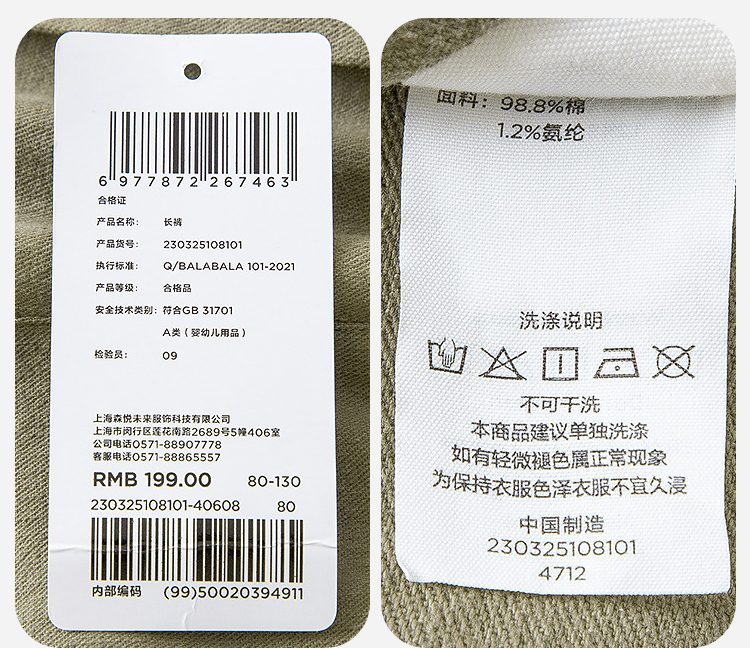 6 977872 267463
合格证
产品名称： 长裤
产品货号： 230325108101
执行标准： Q/BALABALA 101-2021
产品等级： 合格品
安全技术类别： 符合GB 31701
A类（婴幼儿用品）
检验员： 09
上海森悦未来服饰科技有限公司
上海市闵行区莲花南路2689号5幢406室
公司电话0571-88907778
客服电话0571-88865557
RMB 199.00 80-130
230325108101-40608 80
内部编码 (99)50020394911
面料：98.8%棉
1.2%氨纶
洗涤说明
不可干洗
本商品建议单独洗涤
如有轻微褪色属正常现象
为保持衣服色泽衣服不宜久浸
中国制造
230325108101
4712